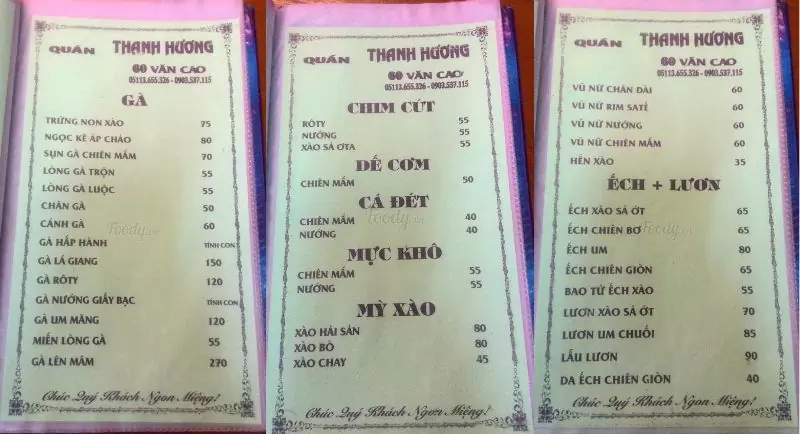 QUÁN THANH HƯƠNG
60 VĂN CAO
05113.655.326 - 0903.537.115
GÀ
TRỨNG NON XÀO 75
NGỌC KÊ ÁP CHẢO 80
SỤN GÀ CHIÊN MẮM 70
LÒNG GÀ TRỘN 55
LÒNG GÀ LUỘC 55
CHÂN GÀ 50
CÁNH GÀ 60
GÀ HẤP HÀNH TÍNH CON
GÀ LÁ GIANG 150
GÀ RÔTY 120
GÀ NƯỚNG GIẤY BẠC TÍNH CON
GÀ UM MĂNG 120
MIẾN LÒNG GÀ 55
GÀ LÊN MÂM 270
Chúc Quý Khách Ngon Miệng!
QUÁN THANH HƯƠNG
60 VĂN CAO
05113.655.326 - 0903.537.115
CHIM CÚT
RÔTY 55
NƯỚNG 55
XÀO SẢ ỚTA 55
DẾ CƠM
CHIÊN MẮM 50
CÁ ĐÉT
CHIÊN MẮM 40
NƯỚNG 40
MỰC KHÔ
CHIÊN MẮM 55
NƯỚNG 55
MỲ XÀO
XÀO HẢI SẢN 80
XÀO BÒ 80
XÀO CHAY 45
Chúc Quý Khách Ngon Miệng!
QUÁN THANH HƯƠNG
60 VĂN CAO
05113.655.326 - 0903.537.115
VŨ NỮ CHÂN DÀI 60
VŨ NỮ RIM SATẾ 60
VŨ NỮ NƯỚNG 60
VŨ NỮ CHIÊN MẮM 60
HẾN XÀO 35
ẾCH + LƯƠN
ẾCH XÀO SẢ ỚT 65
ẾCH CHIÊN BƠ 65
ẾCH UM 80
ẾCH CHIÊN GIÒN 65
BAO TỬ ẾCH XÀO 55
LƯƠN XÀO SẢ ỚT 70
LƯƠN UM CHUỐI 85
LẨU LƯƠN 90
DA ẾCH CHIÊN GIÒN 40
Chúc Quý Khách Ngon Miệng!
Foody.vn
Foody.vn
Foody.vn